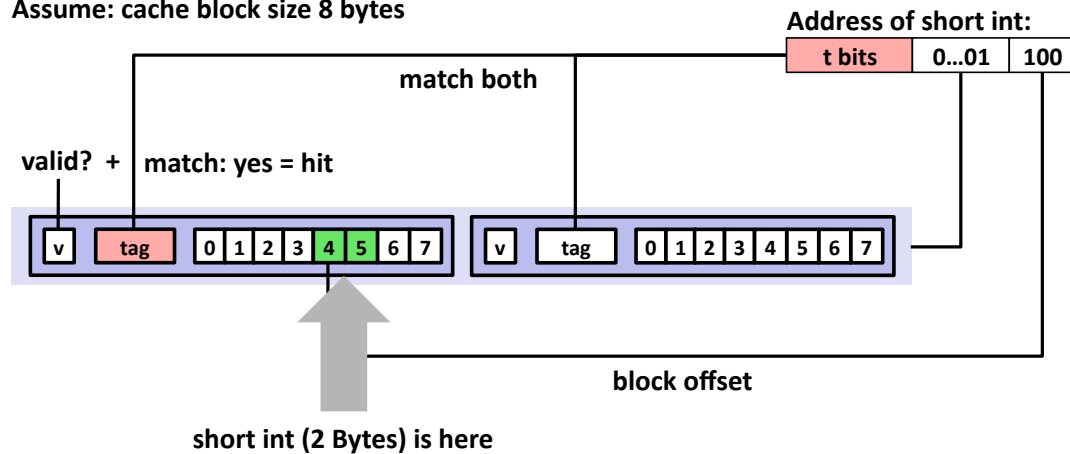 Assume: cache block size 8 bytes
Address of short int:
t bits 0...01 100
match both
valid? + match: yes = hit
v tag 0 1 2 3 4 5 6 7 v tag 0 1 2 3 4 5 6 7
block offset
short int (2 Bytes) is here